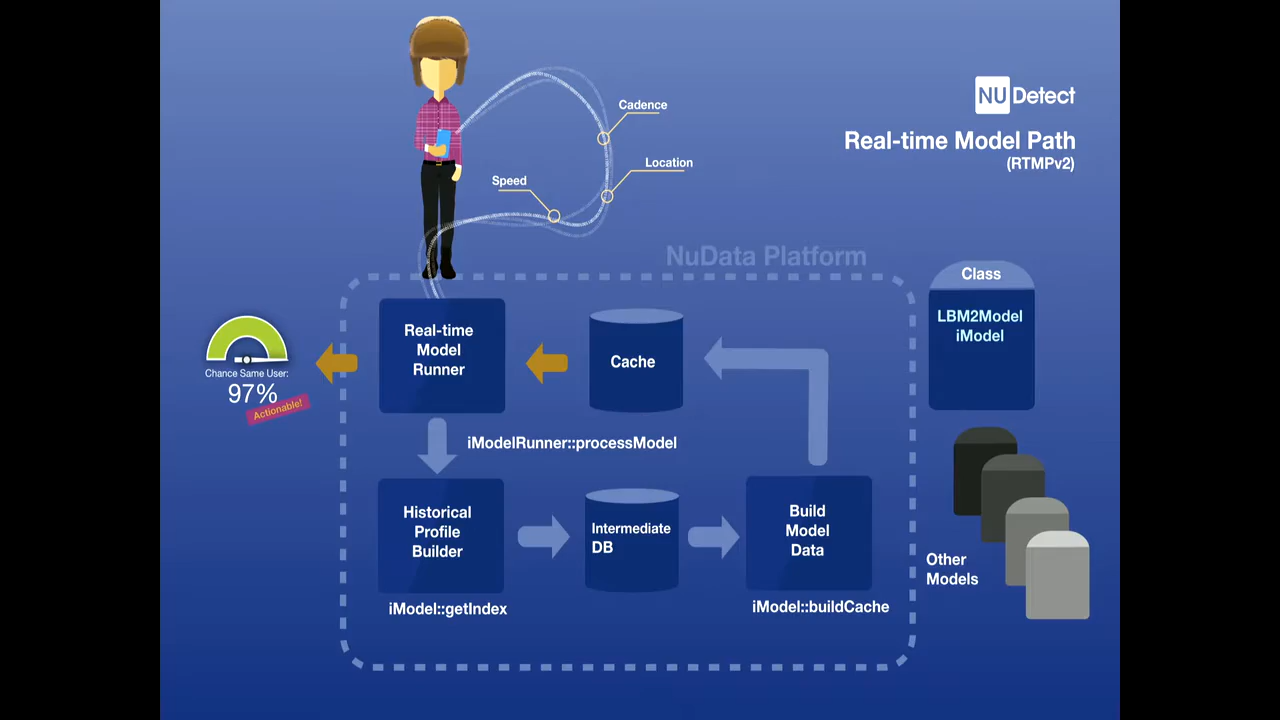 NU Detect
Real-time Model Path
(RTMPv2)
Cadence
Location
Speed
NuData Platform
Class
LBM2Model
iModel
Real-time
Model
Runner
Cache
Chance Same User:
97%
Actionable!
iModelRunner::processModel
Historical
Profile
Builder
Intermediate
DB
Build
Model
Data
Other
Models
iModel::getIndex
iModel::buildCache